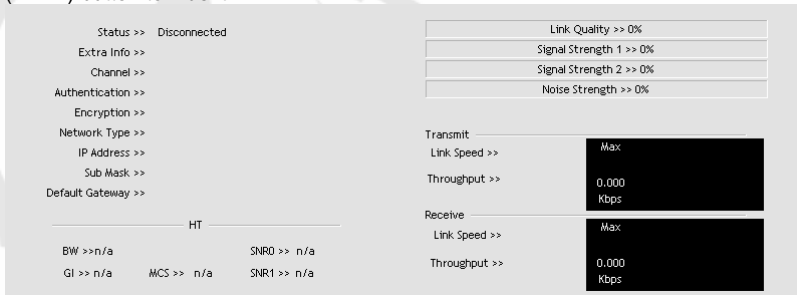 Status >> Disconnected
Extra Info >>
Channel >>
Authentication >>
Encryption >>
Network Type >>
IP Address >>
Sub Mask >>
Default Gateway >>
HT
BW >>n/a
SNR0 >> n/a
GI >> n/a
MCS >> n/a
SNR1 >> n/a
Link Quality >> 0%
Signal Strength 1 >> 0%
Signal Strength 2 >> 0%
Noise Strength >> 0%
Transmit
Link Speed >>
Max
Throughput >>
0.000
Kbps
Receive
Link Speed >>
Max
Throughput >>
0.000
Kbps